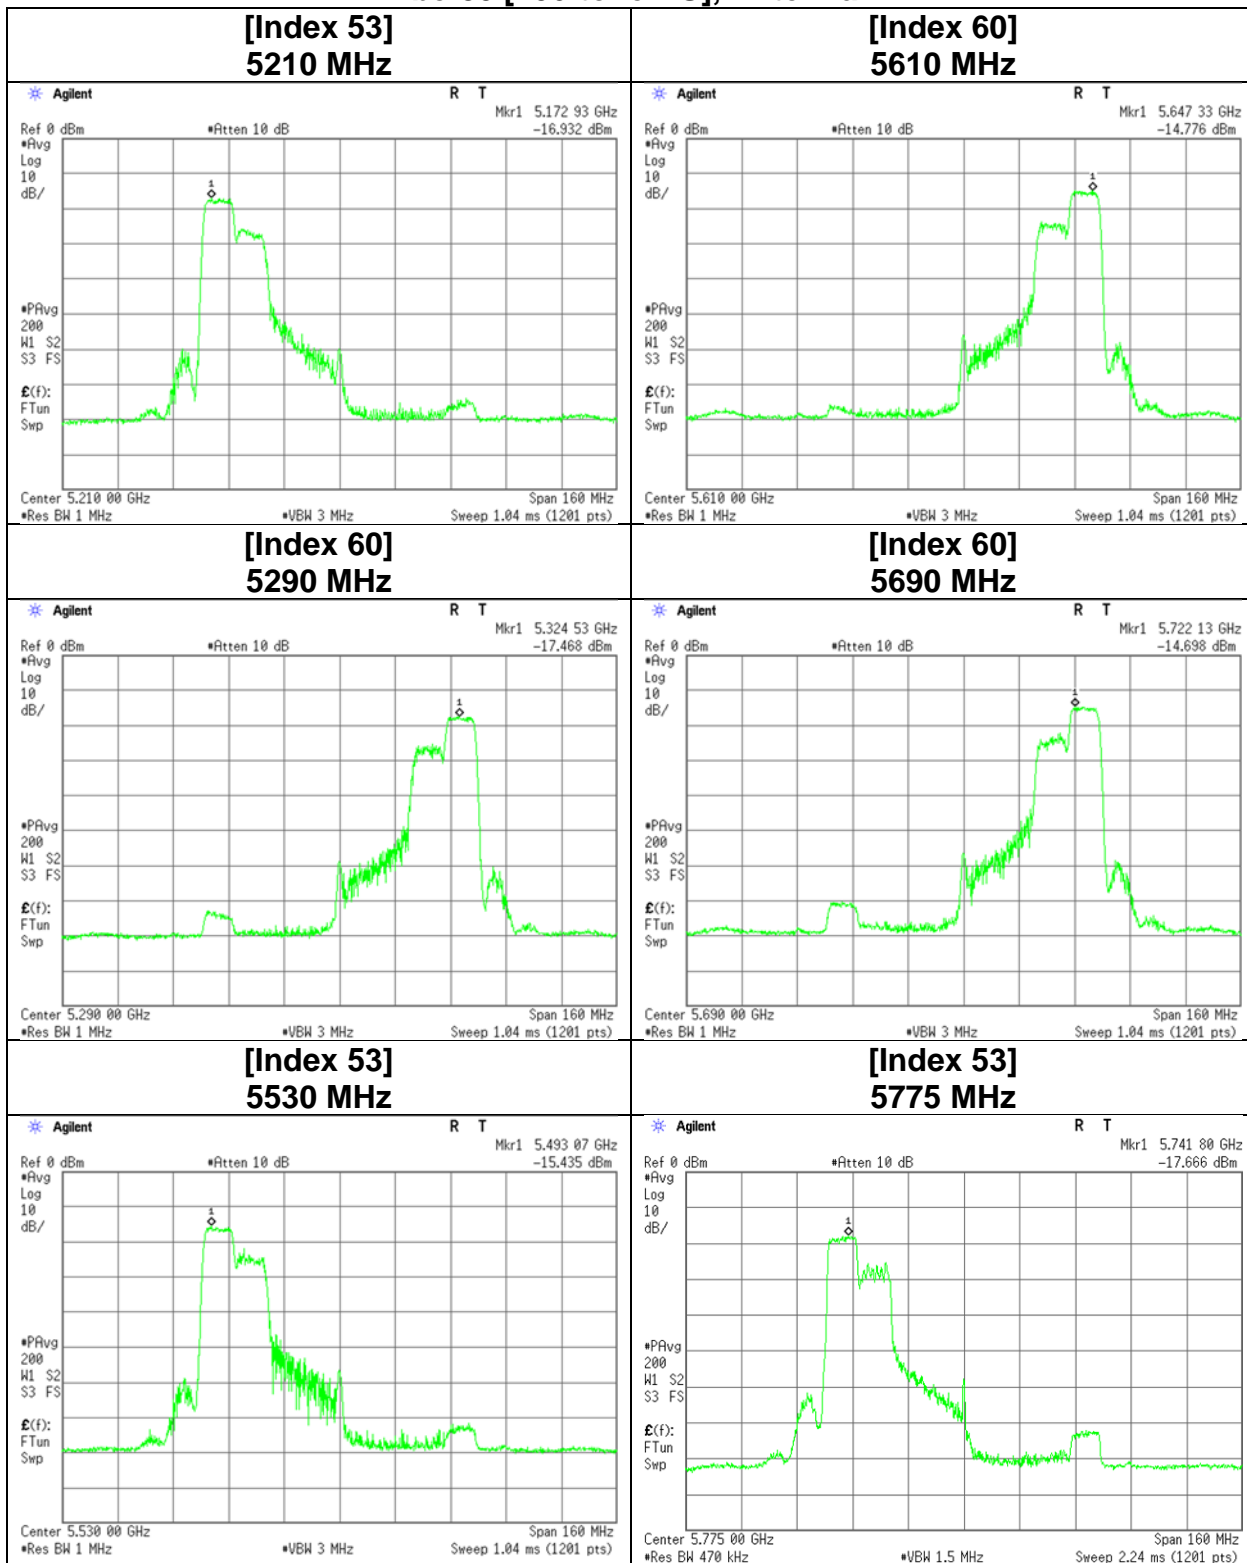 [Index 53]
5210 MHz
Agilent
R T
Mkr1 5.172 93 GHz
Ref 0 dBm
#Atten 10 dB
-16.932 dBm
#Avg
Log
10
dB/
1
#PAvg
200
W1 S2
S3 FS
£(f):
FTun
Swp
Center 5.210 00 GHz
Span 160 MHz
#Res BW 1 MHz
#VBW 3 MHz
Sweep 1.04 ms (1201 pts)
[Index 60]
5610 MHz
Agilent
R T
Mkr1 5.647 33 GHz
Ref 0 dBm
#Atten 10 dB
-14.776 dBm
#Avg
Log
10
dB/
1
#PAvg
200
W1 S2
S3 FS
£(f):
FTun
Swp
Center 5.610 00 GHz
Span 160 MHz
#Res BW 1 MHz
#VBW 3 MHz
Sweep 1.04 ms (1201 pts)
[Index 60]
5290 MHz
Agilent
R T
Mkr1 5.324 53 GHz
Ref 0 dBm
#Atten 10 dB
-17.468 dBm
#Avg
Log
10
dB/
1
#PAvg
200
W1 S2
S3 FS
£(f):
FTun
Swp
Center 5.290 00 GHz
Span 160 MHz
#Res BW 1 MHz
#VBW 3 MHz
Sweep 1.04 ms (1201 pts)
[Index 60]
5690 MHz
Agilent
R T
Mkr1 5.722 13 GHz
Ref 0 dBm
#Atten 10 dB
-14.698 dBm
#Avg
Log
10
dB/
1
#PAvg
200
W1 S2
S3 FS
£(f):
FTun
Swp
Center 5.690 00 GHz
Span 160 MHz
#Res BW 1 MHz
#VBW 3 MHz
Sweep 1.04 ms (1201 pts)
[Index 53]
5530 MHz
Agilent
R T
Mkr1 5.493 07 GHz
Ref 0 dBm
#Atten 10 dB
-15.435 dBm
#Avg
Log
10
dB/
1
#PAvg
200
W1 S2
S3 FS
£(f):
FTun
Swp
Center 5.530 00 GHz
Span 160 MHz
#Res BW 1 MHz
#VBW 3 MHz
Sweep 1.04 ms (1201 pts)
[Index 53]
5775 MHz
Agilent
R T
Mkr1 5.741 80 GHz
Ref 0 dBm
#Atten 10 dB
-17.666 dBm
#Avg
Log
10
dB/
1
#PAvg
200
W1 S2
S3 FS
£(f):
FTun
Swp
Center 5.775 00 GHz
Span 160 MHz
#Res BW 470 kHz
#VBW 1.5 MHz
Sweep 2.24 ms (1201 pts)